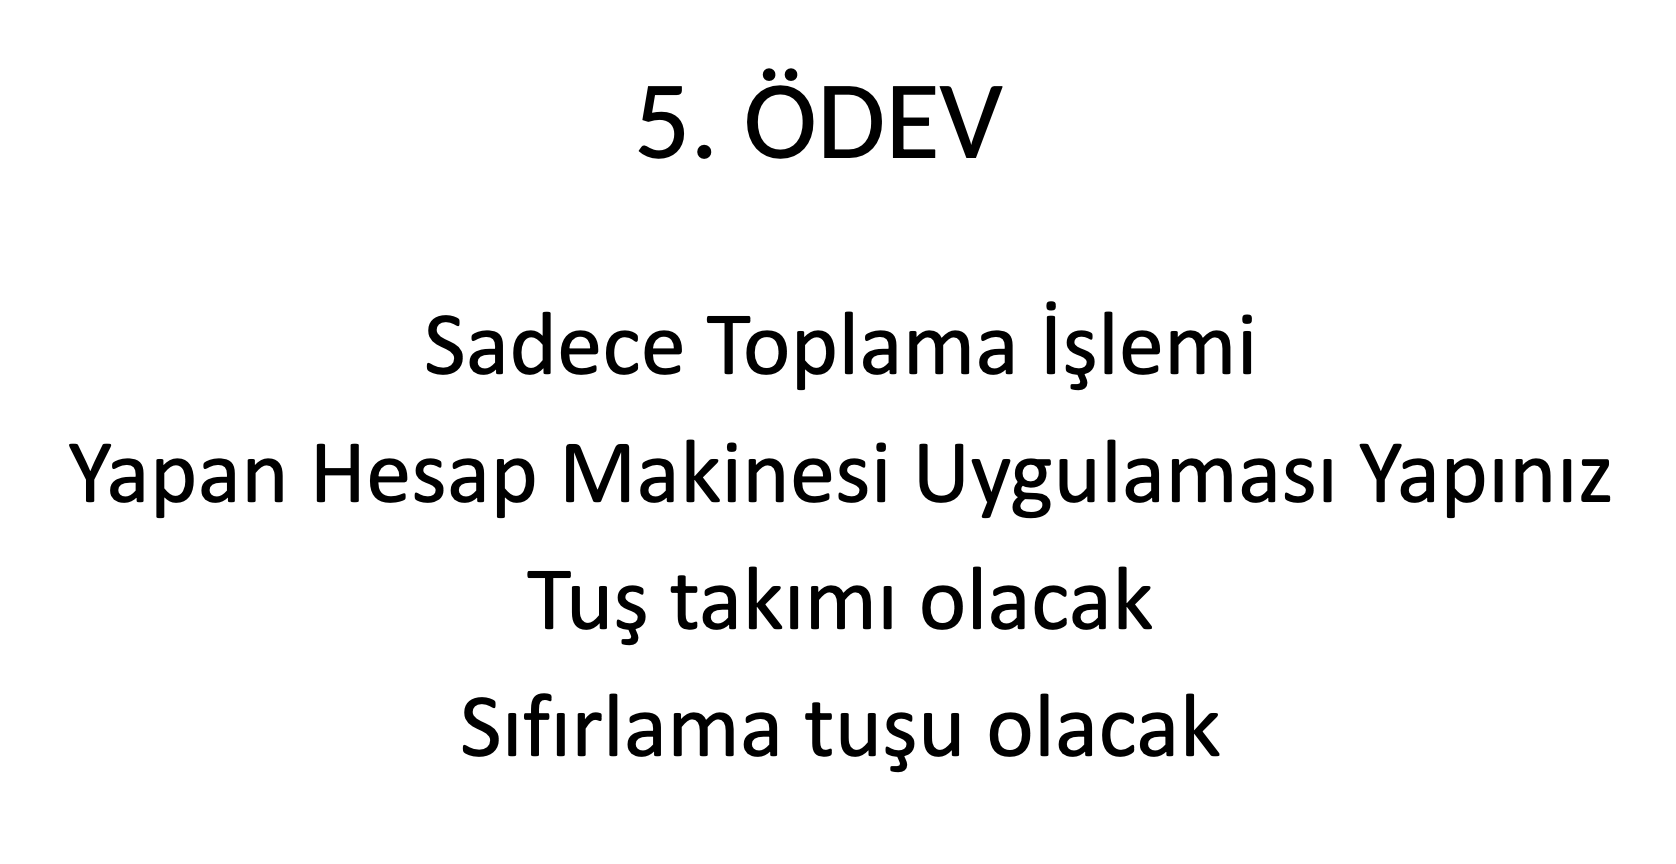 5. ÖDEV
Sadece Toplama İşlemi
Yapan Hesap Makinesi Uygulaması Yapınız
Tuş takımı olacak
Sıfırlama tuşu olacak